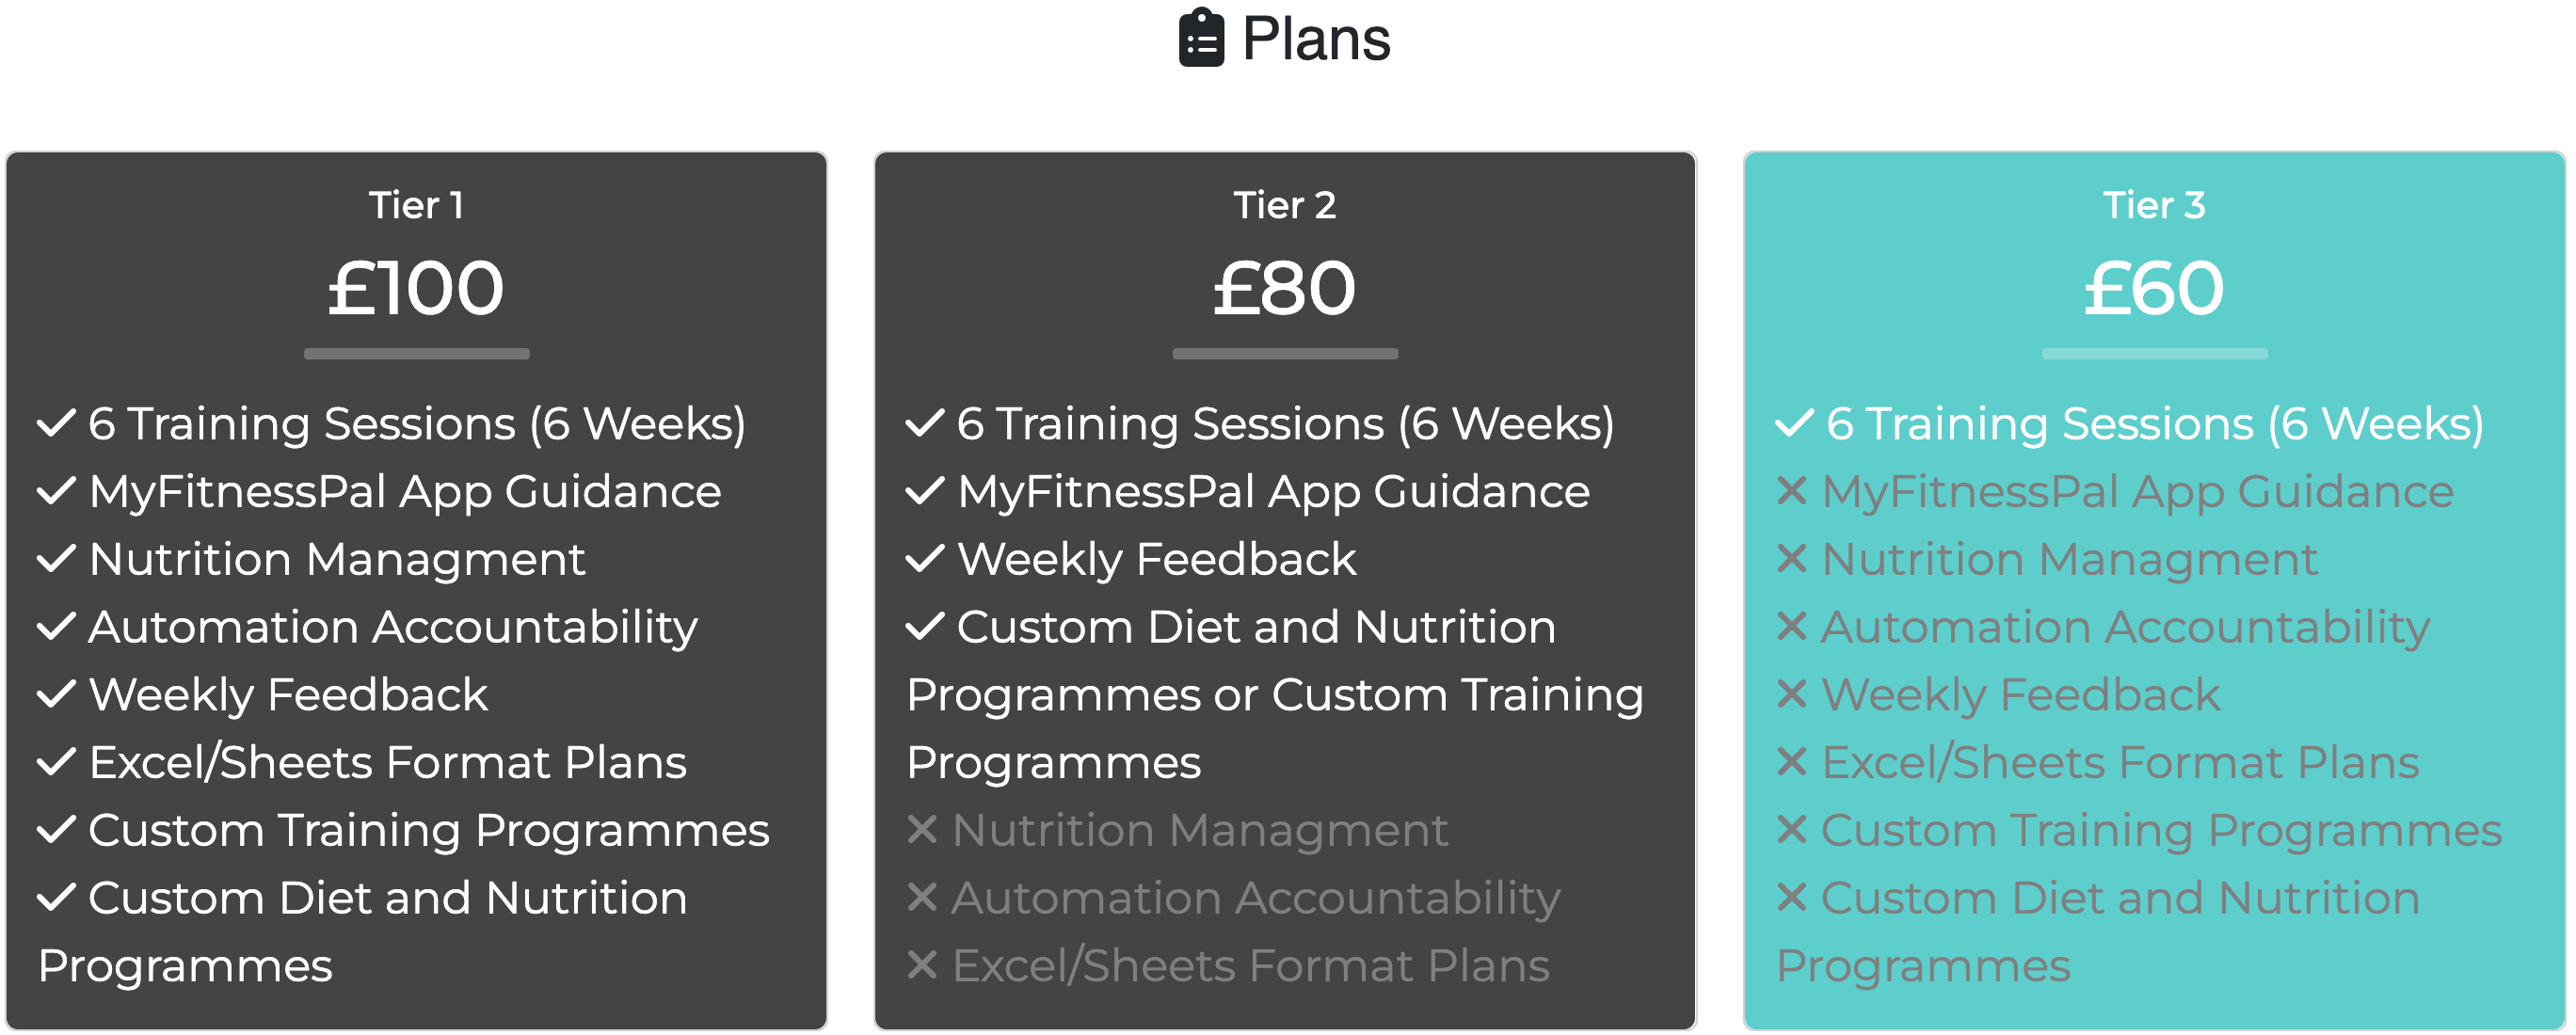 Plans
Tier 1
£100
✓ 6 Training Sessions (6 Weeks)
✓ MyFitnessPal App Guidance
✓ Nutrition Managment
✓ Automation Accountability
✓ Weekly Feedback
✓ Excel/Sheets Format Plans
✓ Custom Training Programmes
✓ Custom Diet and Nutrition
Programmes
Tier 2
£80
✓ 6 Training Sessions (6 Weeks)
✓ MyFitnessPal App Guidance
✓ Weekly Feedback
✓ Custom Diet and Nutrition
Programmes or Custom Training
Programmes
✕ Nutrition Managment
✕ Automation Accountability
✕ Excel/Sheets Format Plans
Tier 3
£60
✓ 6 Training Sessions (6 Weeks)
✕ MyFitnessPal App Guidance
✕ Nutrition Managment
✕ Automation Accountability
✕ Weekly Feedback
✕ Excel/Sheets Format Plans
✕ Custom Training Programmes
✕ Custom Diet and Nutrition
Programmes